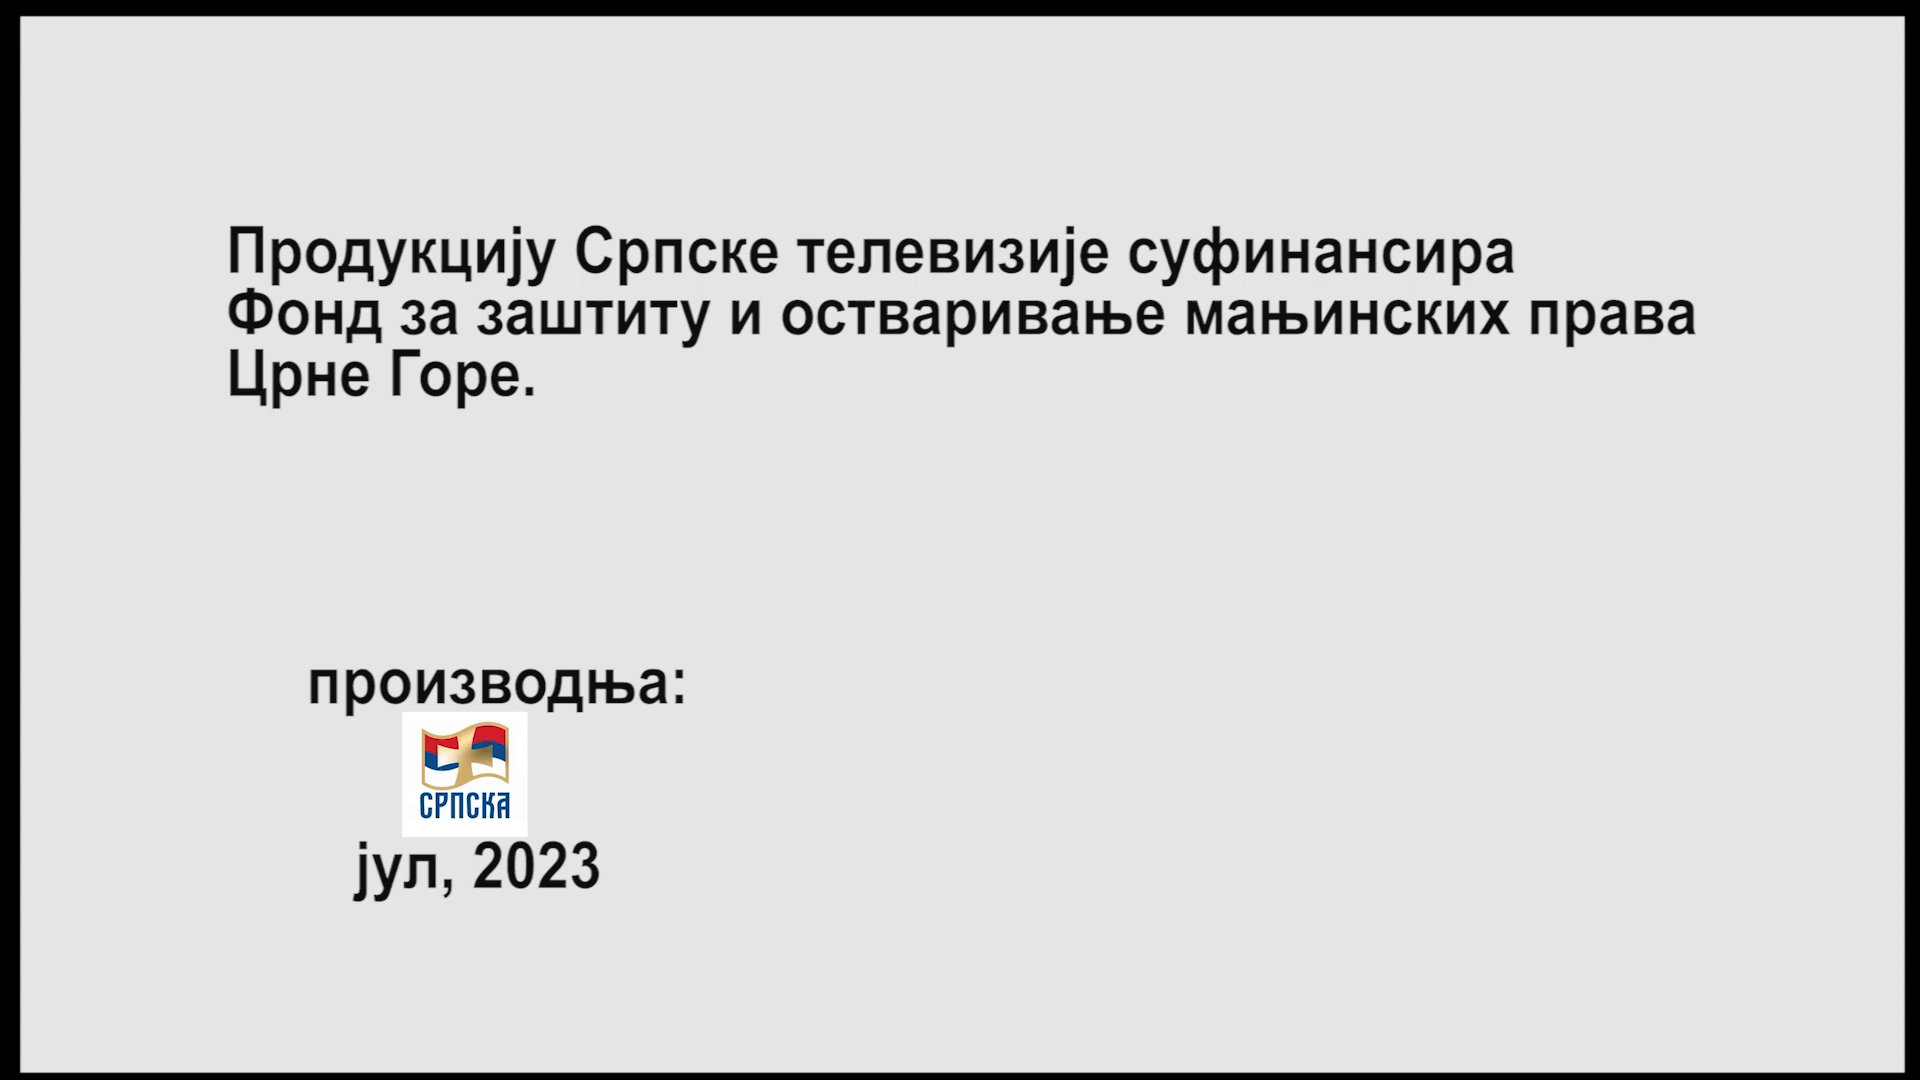 Продукцију Српске телевизије суфинансира
Фонд за заштиту и остваривање мањинских права
Црне Горе.
производња:
СРПСКА
јул, 2023